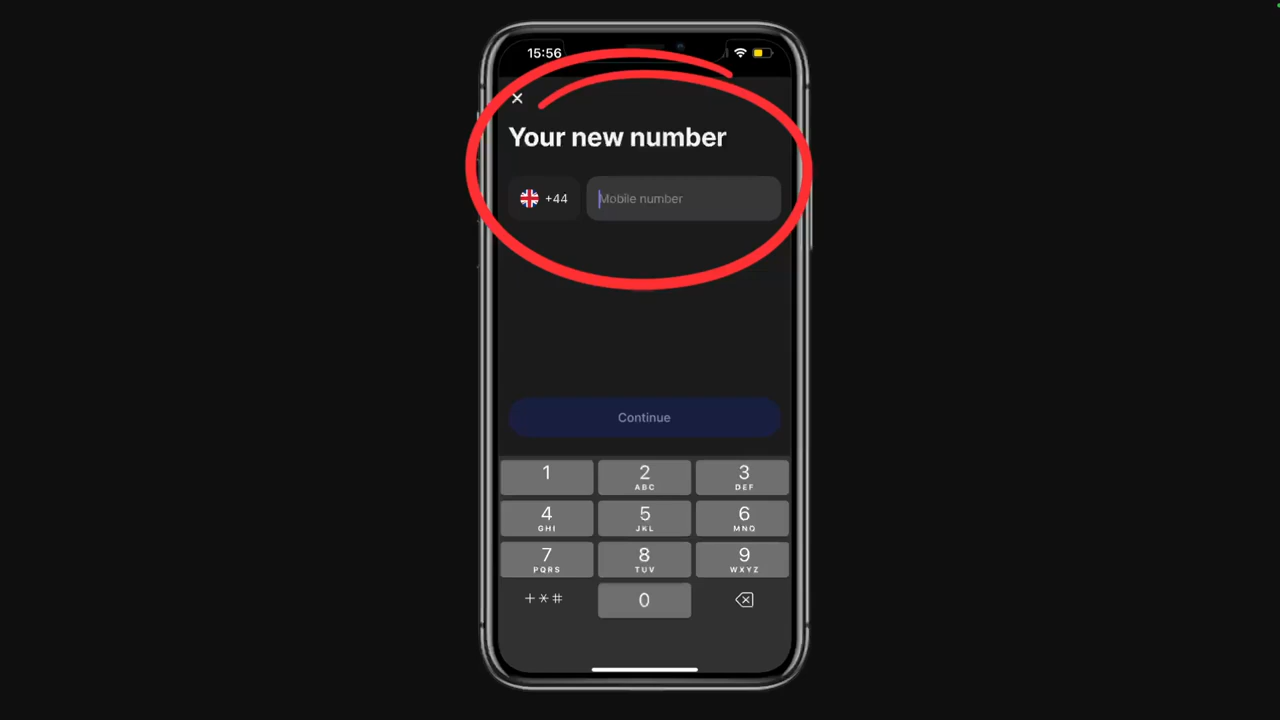 15:56
Your new number
+44 Mobile number
Continue
1 2 3
ABC DEF
4 5 6
GHI JKL MNO
7 8 9
PQRS TUV WXYZ
+*# 0